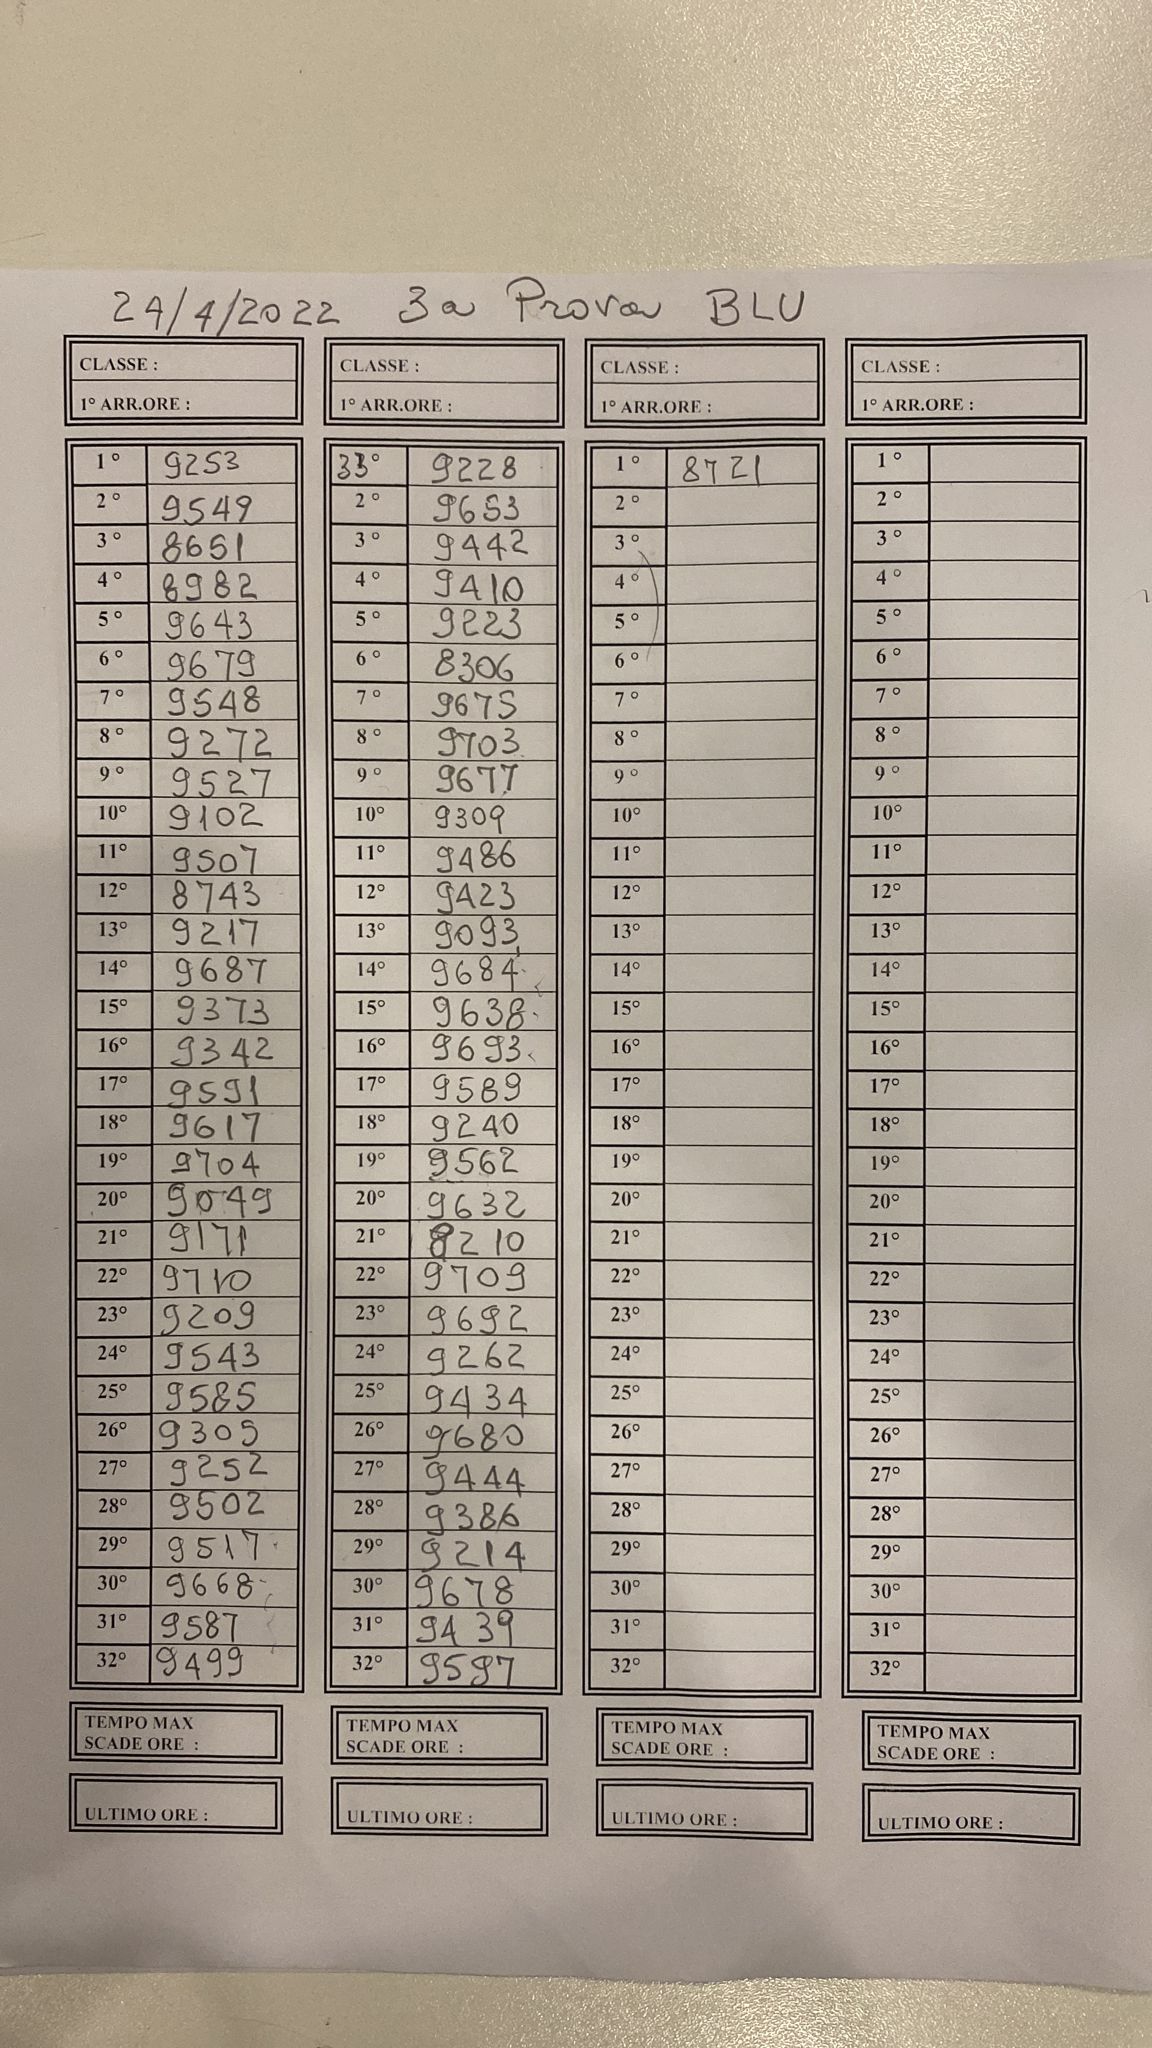 24/4/2022 3a Prova BLU
CLASSE : CLASSE : CLASSE : CLASSE :
1° ARR.ORE : 1° ARR.ORE : 1° ARR.ORE : 1° ARR.ORE :
1° 9253 33° 9228 1° 8721 1°
2° 9549 2° 9653 2° 2°
3° 8651 3° 9442 3° 3°
4° 8982 4° 9410 4° 4°
5° 9643 5° 9223 5° 5°
6° 9679 6° 8306 6° 6°
7° 9548 7° 9675 7° 7°
8° 9272 8° 9703 8° 8°
9° 9527 9° 9677 9° 9°
10° 9102 10° 9309 10° 10°
11° 9507 11° 9486 11° 11°
12° 8743 12° 9423 12° 12°
13° 9217 13° 9093 13° 13°
14° 9687 14° 9684 14° 14°
15° 9373 15° 9638 15° 15°
16° 9342 16° 9693 16° 16°
17° 9591 17° 9589 17° 17°
18° 9617 18° 9240 18° 18°
19° 9704 19° 9562 19° 19°
20° 9049 20° 9632 20° 20°
21° 9171 21° 21° 21°
22° 9710 22° 9709 22° 22°
23° 9209 23° 9692 23° 23°
24° 9543 24° 9262 24° 24°
25° 9585 25° 9434 25° 25°
26° 9305 26° 9680 26° 26°
27° 9252 27° 9444 27° 27°
28° 9502 28° 9386 28° 28°
29° 9517 29° 9214 29° 29°
30° 9668 30° 9678 30° 30°
31° 9587 31° 9439 31° 31°
32° 9499 32° 9597 32° 32°
TEMPO MAX TEMPO MAX TEMPO MAX TEMPO MAX
SCADE ORE : SCADE ORE : SCADE ORE : SCADE ORE :
ULTIMO ORE : ULTIMO ORE : ULTIMO ORE : ULTIMO ORE :